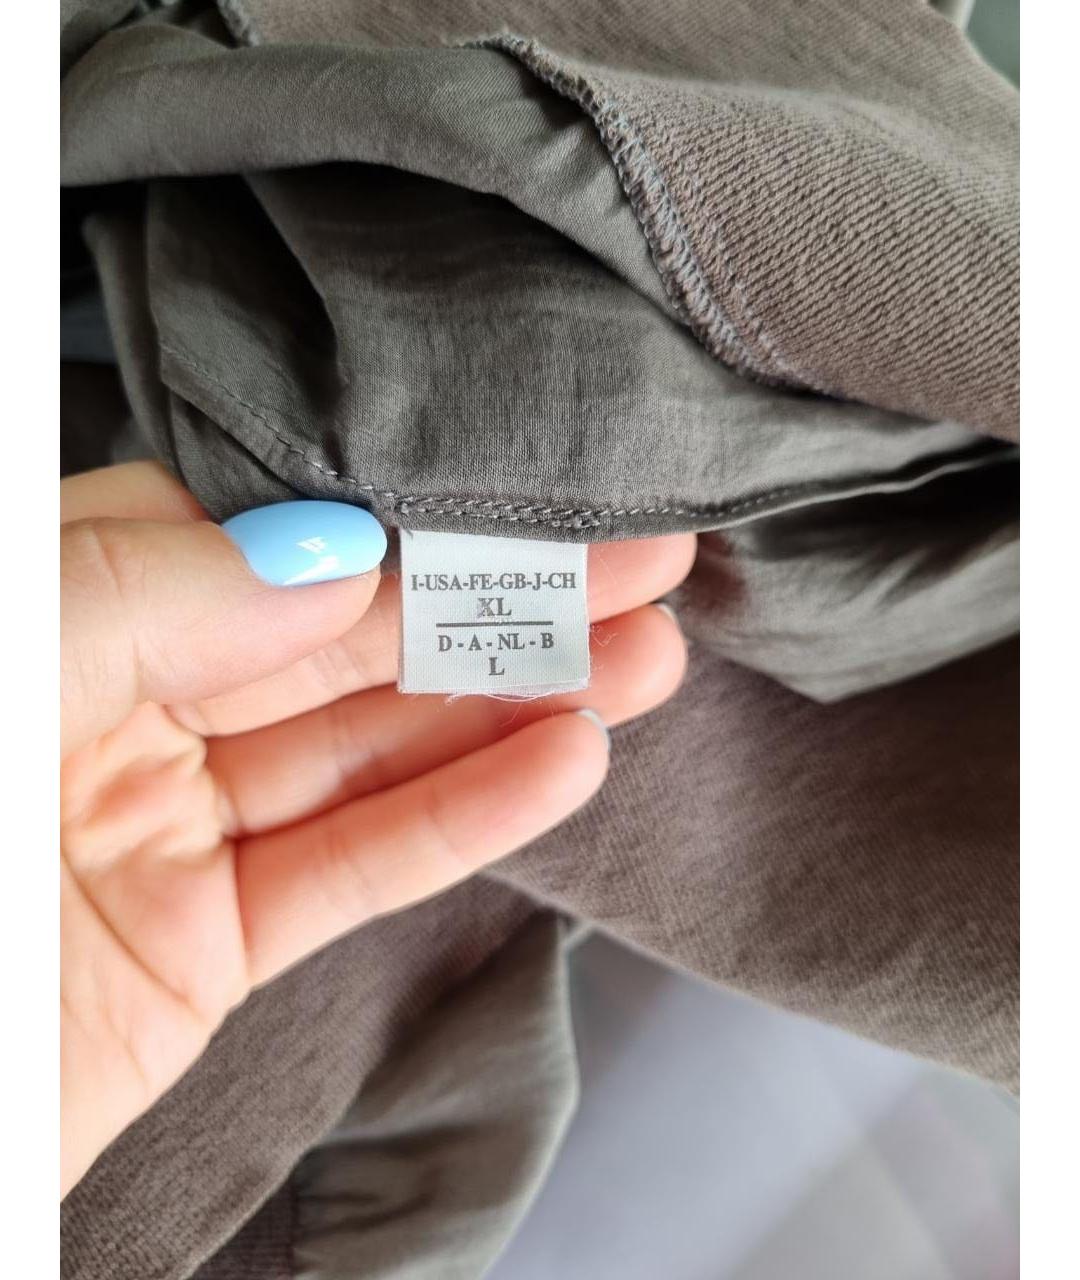 I-USA-FE-GB-J-CH
XL
D - A - NL - B
L